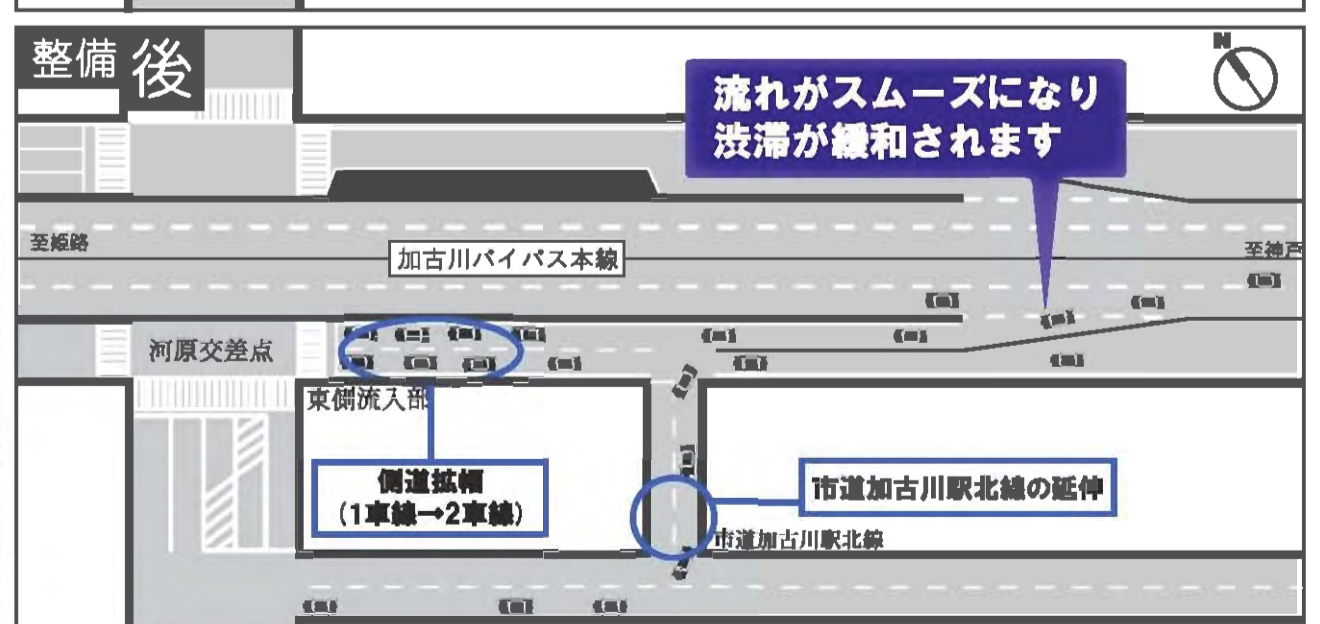 整備後
N
流れがスムーズになり
渋滞が緩和されます
至姫路
加古川バイパス本線
至神戸
河原交差点
東側流入部
側道拡幅
(1車線→2車線)
市道加古川駅北線の延伸
市道加古川駅北線